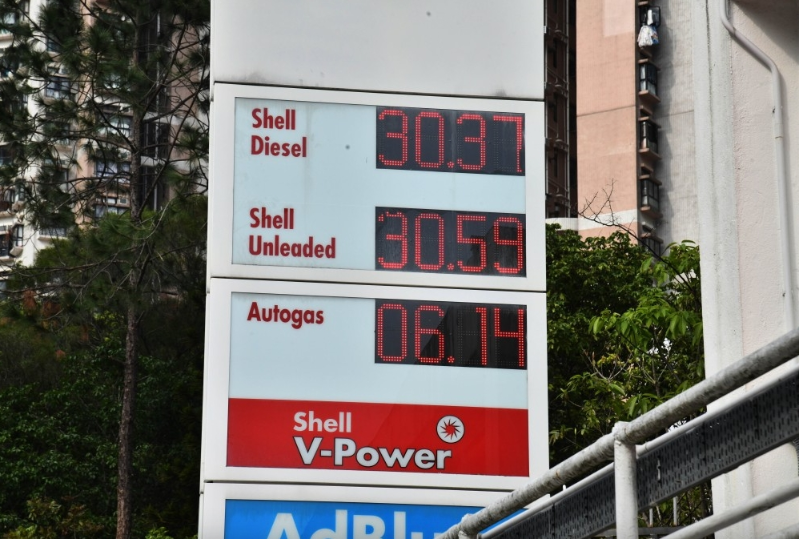 Shell
Diesel
30.37
Shell
Unleaded
30.59
Autogas
06.14
Shell
V-Power